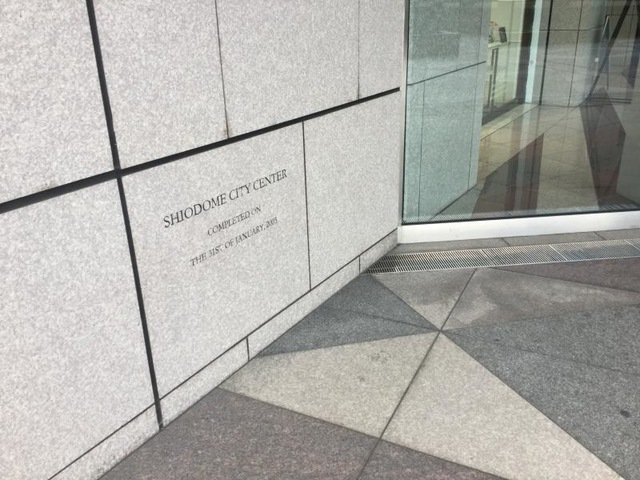 SHIODOME CITY CENTER
COMPLETED ON
THE 31ST OF JANUARY, 2003